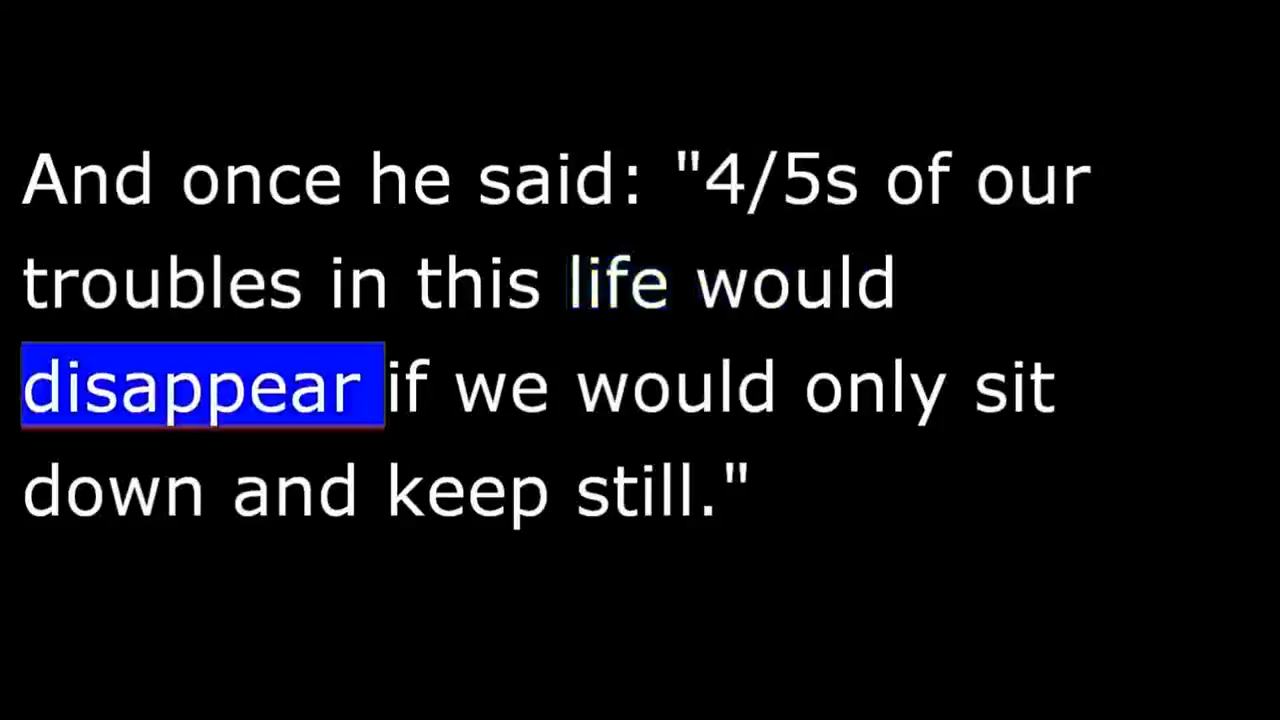 And once he said: "4/5s of our
troubles in this life would
disappear if we would only sit
down and keep still."